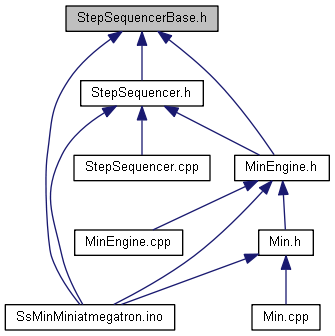 StepSequencerBase.h
StepSequencer.h
StepSequencer.cpp
MinEngine.h
MinEngine.cpp
Min.h
SsMinMiniatmegatron.ino
Min.cpp